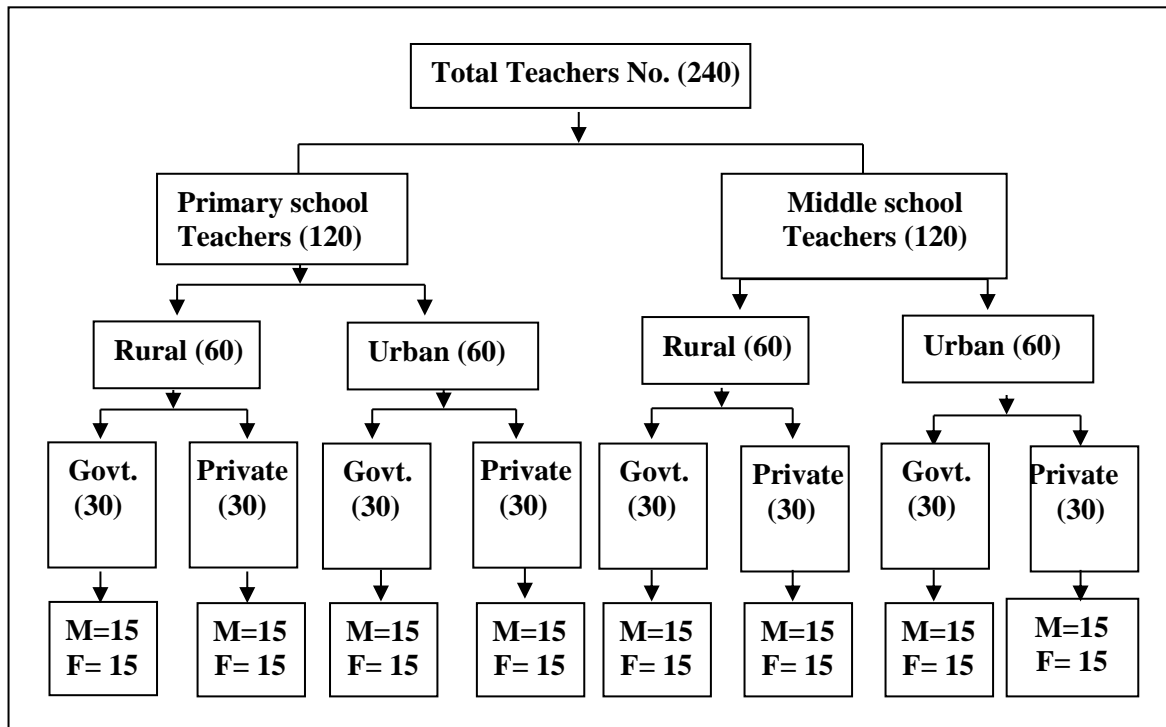 Total Teachers No. (240)
Primary school
Teachers (120)
Middle school
Teachers (120)
Rural (60)
Urban (60)
Rural (60)
Urban (60)
Govt.
(30)
Private
(30)
Govt.
(30)
Private
(30)
Govt.
(30)
Private
(30)
Govt.
(30)
Private
(30)
M=15
F= 15
M=15
F= 15
M=15
F= 15
M=15
F= 15
M=15
F= 15
M=15
F= 15
M=15
F= 15
M=15
F= 15